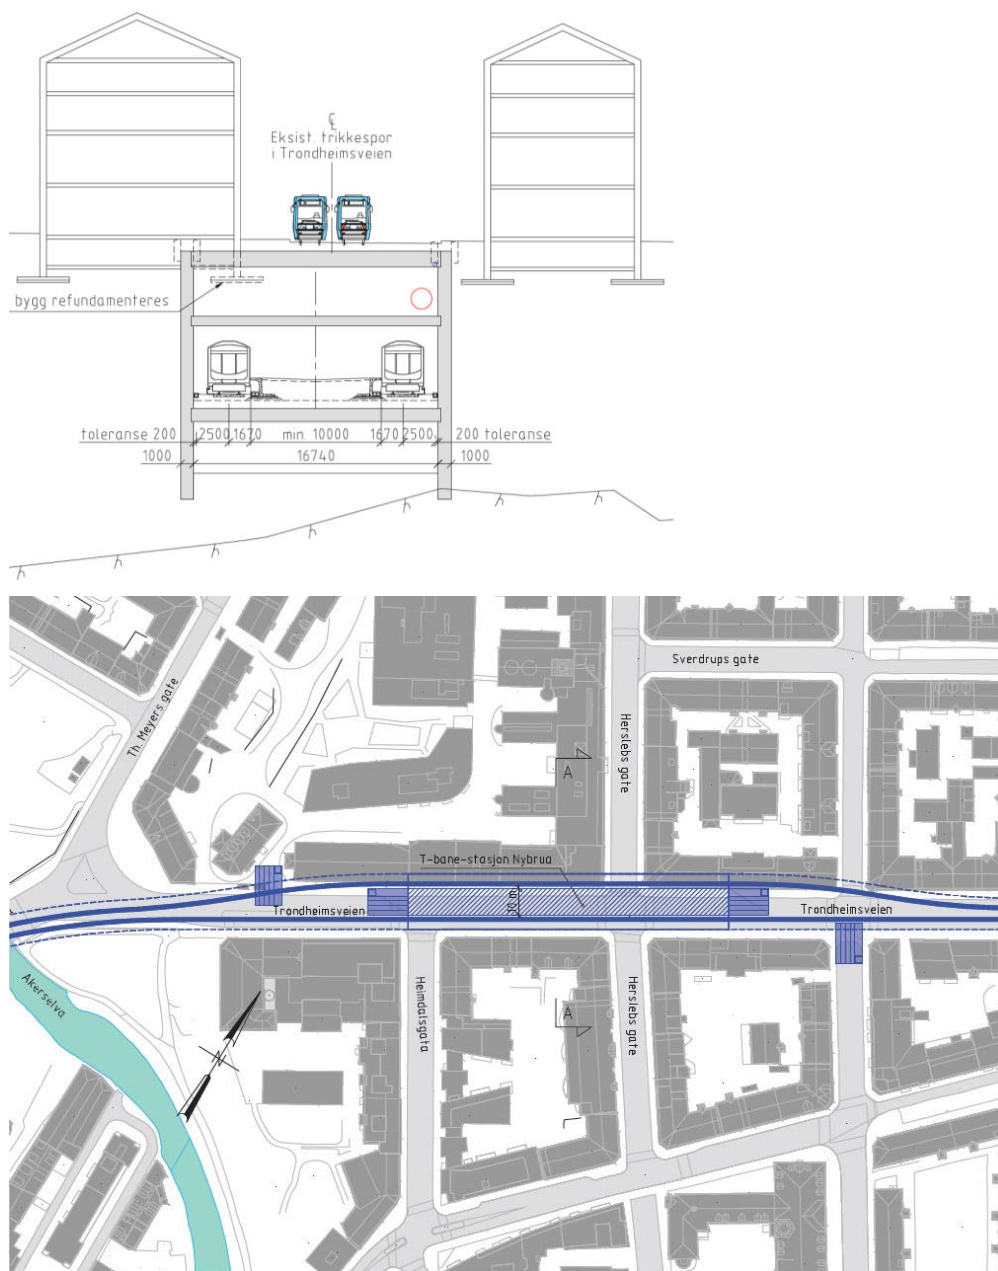 ℄
Eksist. trikkespor
i Trondheimsveien
bygg refundamenteres
toleranse 200 2500 1670 min. 10000 1670 2500 200 toleranse
1000 16740 1000
Sverdrups gate
Th. Meyers gate
Herslebs gate
A
T-bane-stasjon Nybrua
10 m
Trondheimsveien
Trondheimsveien
Akerselva
Heimdalsgata
Herslebs gate
A
N